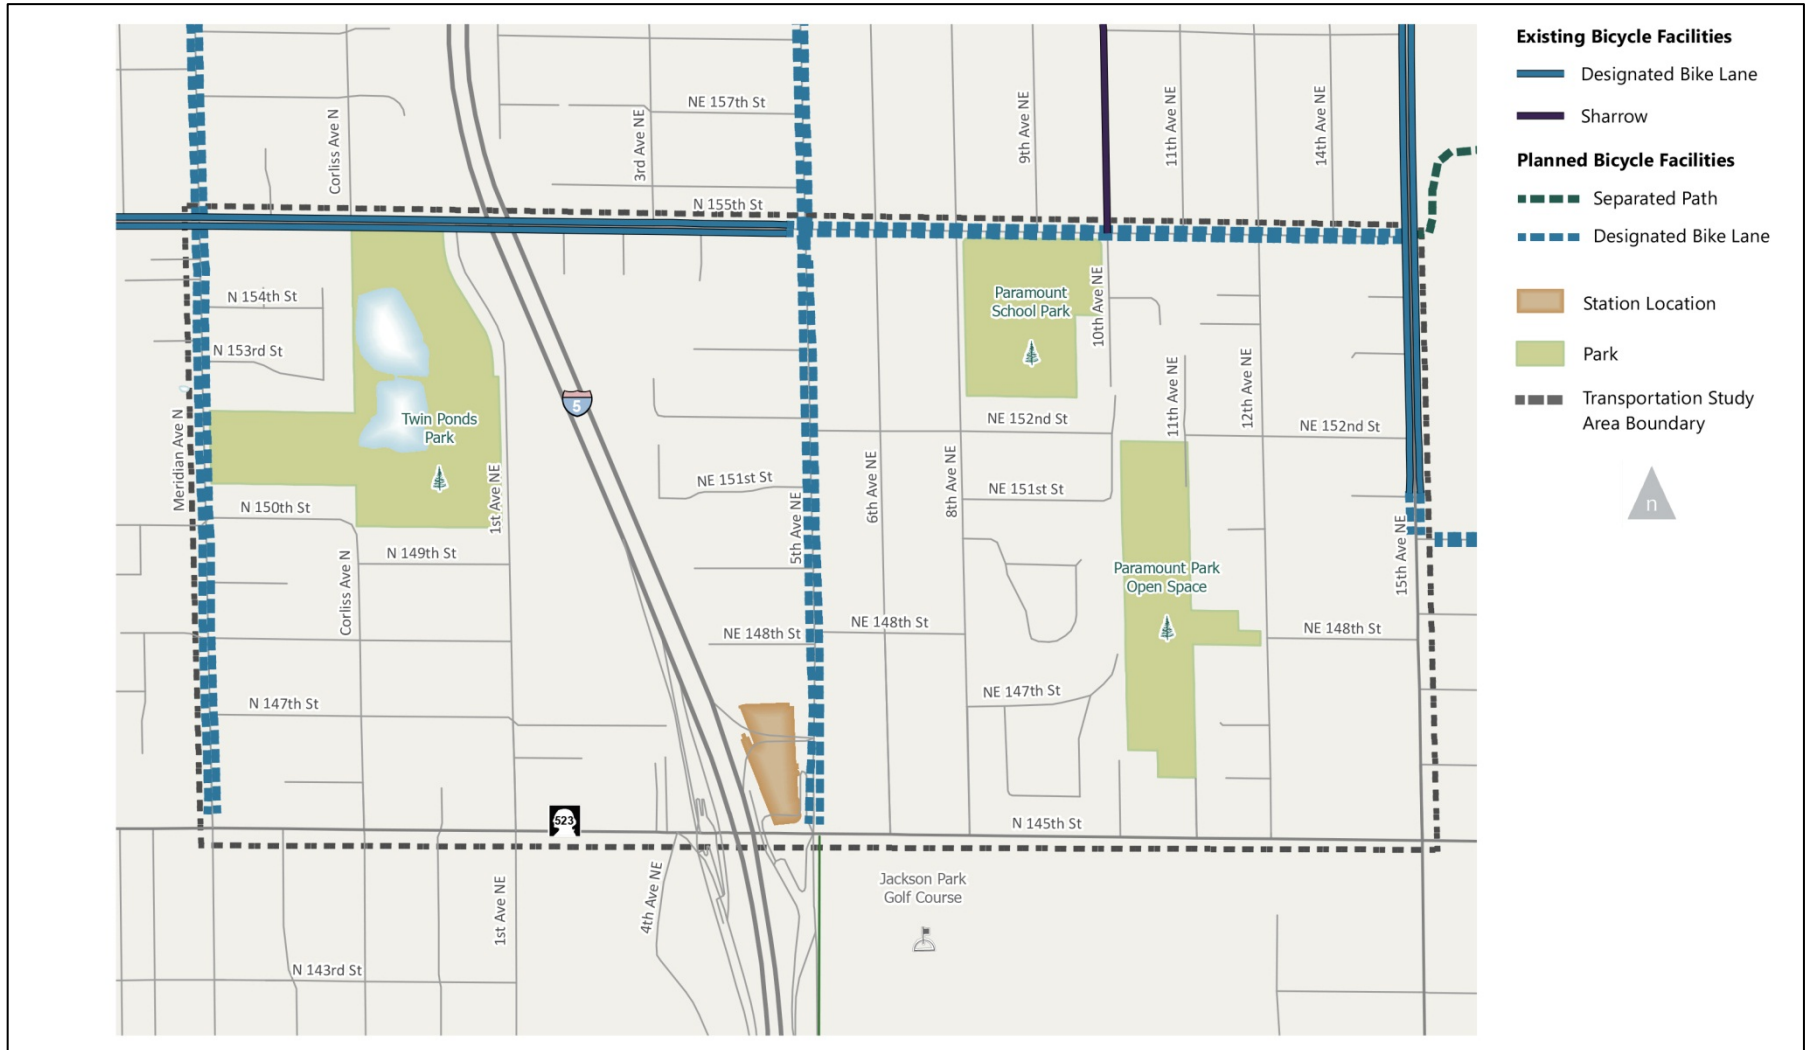 Existing Bicycle Facilities
Designated Bike Lane
Sharrow
Planned Bicycle Facilities
Separated Path
Designated Bike Lane
Station Location
Park
Transportation Study
Area Boundary
n
NE 157th St
Corliss Ave N
3rd Ave NE
9th Ave NE
11th Ave NE
14th Ave NE
N 155th St
N 154th St
N 153rd St
Paramount
School Park
10th Ave NE
5
Twin Ponds
Park
Meridian Ave N
1st Ave NE
NE 152nd St
11th Ave NE
12th Ave NE
NE 152nd St
NE 151st St
6th Ave NE
8th Ave NE
NE 151st St
N 150th St
5th Ave NE
15th Ave NE
N 149th St
Corliss Ave N
Paramount Park
Open Space
NE 148th St
NE 148th St
NE 148th St
N 147th St
NE 147th St
523
N 145th St
1st Ave NE
4th Ave NE
Jackson Park
Golf Course
N 143rd St